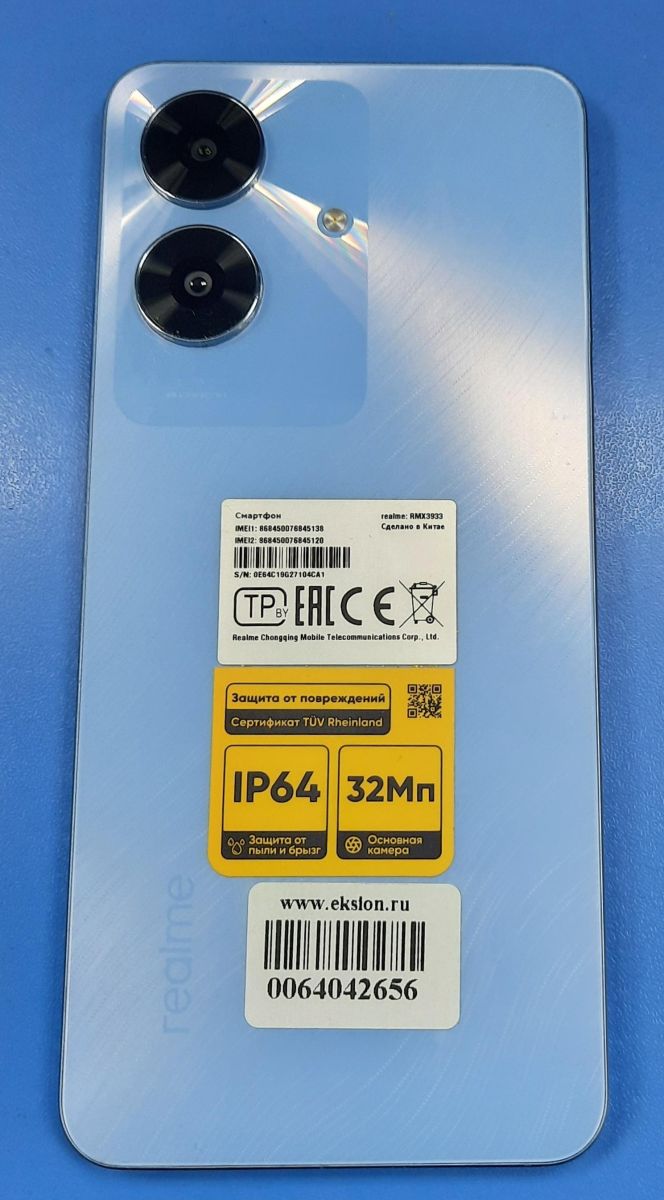 Смартфон
realme: RMX3933
IMEI1: 868450076845138
Сделано в Китае
IMEI2: 868450076845120
S/N: 0E64C19G27104CA1
TP BY EAC CE
Realme Chongqing Mobile Telecommunications Corp., Ltd.
Защита от повреждений
Сертификат TÜV Rheinland
IP64
32Мп
Защита от
пыли и брызг
Основная
камера
www.ekslon.ru
0064042656
realme